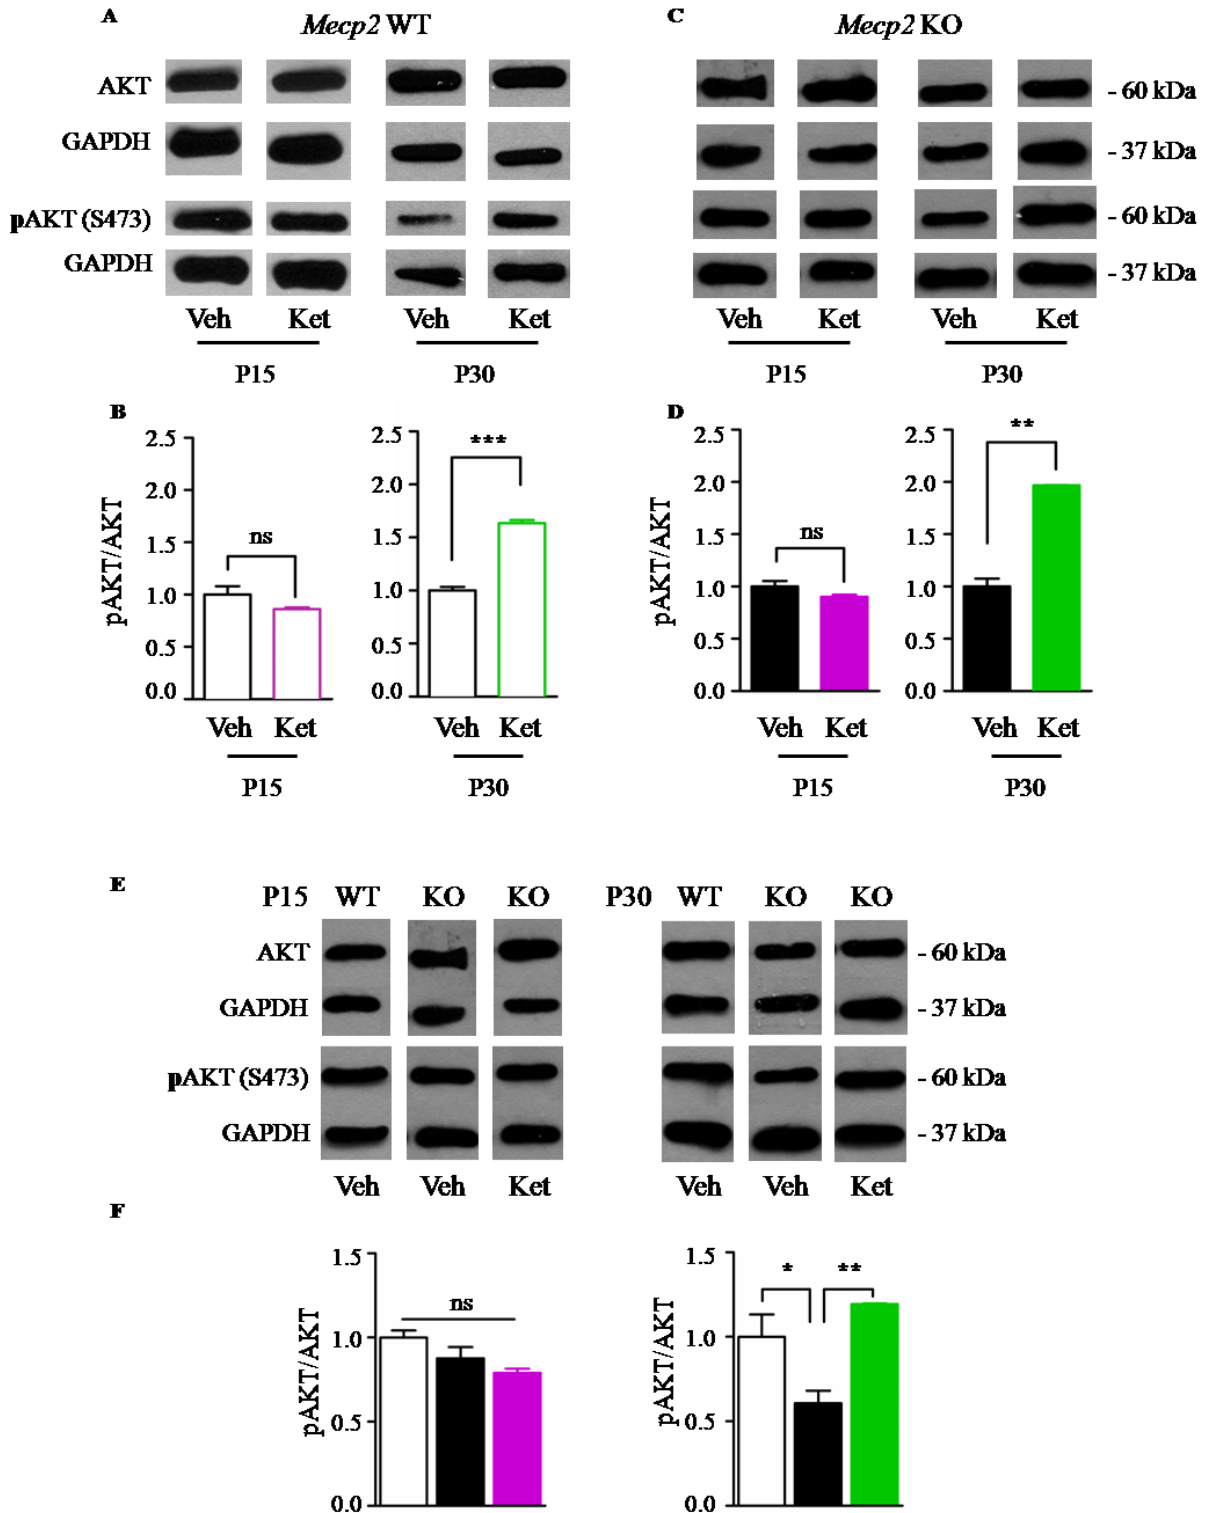 A
Mecp2 WT
C
Mecp2 KO
AKT
- 60 kDa
GAPDH
- 37 kDa
pAKT (S473)
- 60 kDa
GAPDH
- 37 kDa
Veh Ket Veh Ket Veh Ket Veh Ket
P15 P30 P15 P30
B
2.5
2.0
1.5
1.0
0.5
0.0
pAKT/AKT
ns
Veh Ket
P15
2.5
2.0
1.5
1.0
0.5
0.0
***
Veh Ket
P30
D
2.5
2.0
1.5
1.0
0.5
0.0
pAKT/AKT
ns
Veh Ket
P15
2.5
2.0
1.5
1.0
0.5
0.0
**
Veh Ket
P30
E
P15 WT KO KO P30 WT KO KO
AKT
- 60 kDa
GAPDH
- 37 kDa
pAKT (S473)
- 60 kDa
GAPDH
- 37 kDa
Veh Veh Ket Veh Veh Ket
F
1.5
1.0
0.5
0.0
pAKT/AKT
ns
1.5
1.0
0.5
0.0
pAKT/AKT
* **